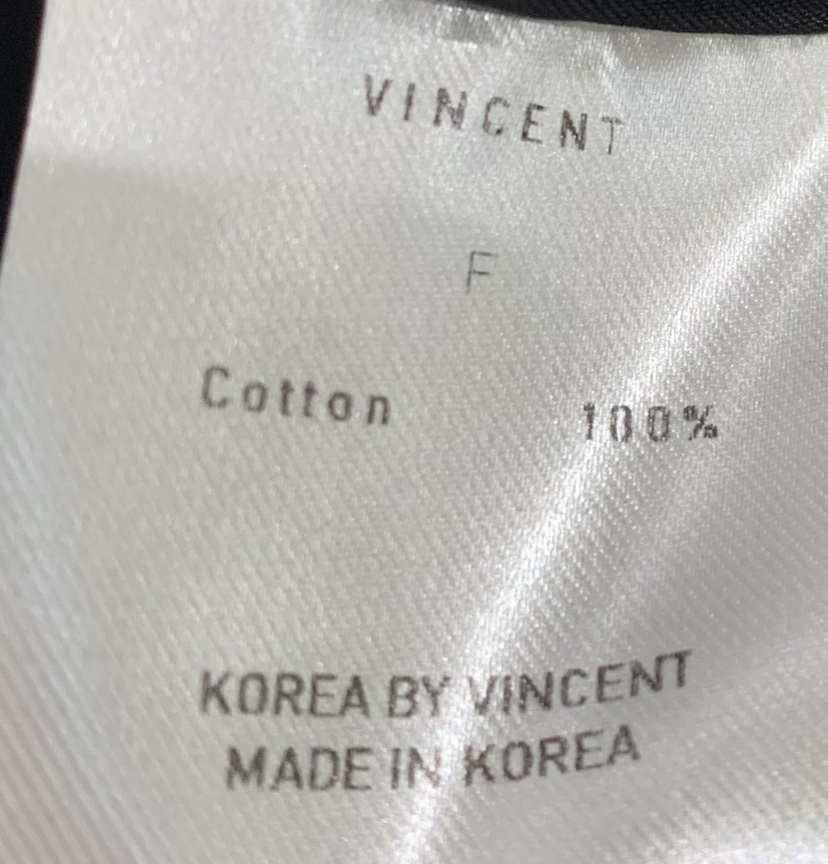 VINCENT
F
Cotton 100%
KOREA BY VINCENT
MADE IN KOREA